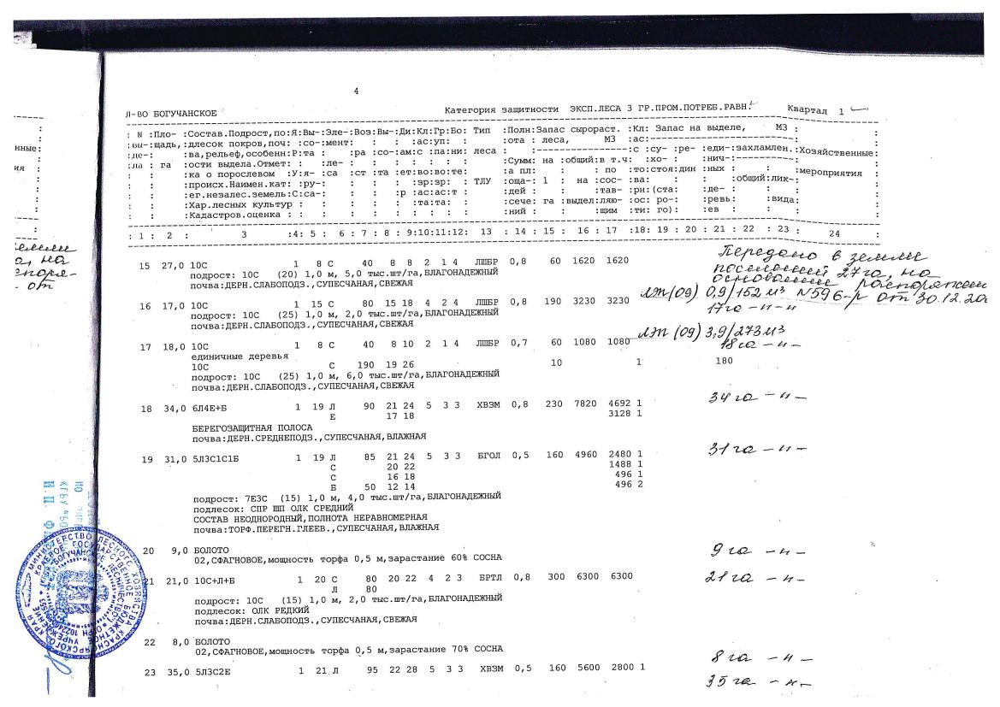 4
Л-ВО БОГУЧАНСКОЕ Категория защитности ЭКСП.ЛЕСА 3 ГР.ПРОМ.ПОТРЕБ.РАВН. Квартал 1
: N :Пло- :Состав.Подрост,по:Я:Вы-:Эле-:Воз:Вы-:Ди:Кл:Гр:Бо: Тип :Полн:Запас сырораст. :Кл: Запас на выделе, М3 :
:вы-:щадь,:длесок покров,поч: :со-:мент: : :ас:уп: : :ота : леса, М3 :ас:
нные: :де-: :ва,рельеф,особенн:Р:та : :ра :со-:ам:с :па:ни: леса : :с :су- : ре- :еди-:захламлен.:Хозяйственные:
:ла : га :ости выдела.Отмет: : :ле- : : : : : : :Сумм: на :общий:в т.ч: :хо- : :нич-:
ия : : : :ка о порослевом :У:я- :са :ст :та :ет:во:во:те: :а пл: : : по :то:стоя:дин :ных : : :мероприятия
: : :происх.Наимен.кат: :ру-: : : : :эр:эр: : ТЛУ :оща-: 1 : на :сос- :ва: : : :общий:лик-:
: : :ег.незалес.земель:С:са-: : : :р :ас:ас:т : :дей : : :тав- :рн:(ста: :де- : : :
: : :Хар.лесных культур : : : : : :та:та: : :сече: га :выдел:ляю- :ос: ро-: :ревь: :вида:
: : :Кадастров.оценка : : : : : : : : : :ний : : :щим :ти: го): :ев : : :
: 1 : 2 : 3 :4: 5 : 6 : 7 : 8 : 9:10:11:12: 13 : 14 : 15 : 16 : 17 :18: 19 : 20 : 21 : 22 : 23 : 24 :
земли
на
споря-
от
15 27,0 10С 1 8 С 40 8 8 2 1 4 ЛШБР 0,8 60 1620 1620 Передано в земли
подрост: 10С (20) 1,0 м, 5,0 тыс.шт/га,БЛАГОНАДЕЖНЫЙ поселений 27га, на
почва:ДЕРН.СЛАБОПОДЗ.,СУПЕСЧАНАЯ,СВЕЖАЯ основании распоряжен
ЛЖ(09) 0,9/152 м³ N596-р от 30.12.20
16 17,0 10С 1 15 С 80 15 18 4 2 4 ЛШБР 0,8 190 3230 3230 17га -н-н-
подрост: 10С (25) 1,0 м, 2,0 тыс.шт/га,БЛАГОНАДЕЖНЫЙ
почва:ДЕРН.СЛАБОПОДЗ.,СУПЕСЧАНАЯ,СВЕЖАЯ
ЛЭП (09) 3,9/273м³
17 18,0 10С 1 8 С 40 8 10 2 1 4 ЛШБР 0,7 60 1080 1080 18га -н-
единичные деревья
10С С 190 19 26 10 1 180
подрост: 10С (25) 1,0 м, 6,0 тыс.шт/га,БЛАГОНАДЕЖНЫЙ
почва:ДЕРН.СЛАБОПОДЗ.,СУПЕСЧАНАЯ,СВЕЖАЯ
18 34,0 6Л4Е+Б 1 19 Л 90 21 24 5 3 3 ХВЗМ 0,8 230 7820 4692 1 34га -н-
Е 17 18 3128 1
БЕРЕГОЗАЩИТНАЯ ПОЛОСА
почва:ДЕРН.СРЕДНЕПОДЗ.,СУПЕСЧАНАЯ,ВЛАЖНАЯ
19 31,0 5Л3С1С1Б 1 19 Л 85 21 24 5 3 3 БГОЛ 0,5 160 4960 2480 1 31га -н-
С 20 22 1488 1
С 16 18 496 1
Б 50 12 14 496 2
подрост: 7Е3С (15) 1,0 м, 4,0 тыс.шт/га,БЛАГОНАДЕЖНЫЙ
подлесок: СПР ШП ОЛК СРЕДНИЙ
СОСТАВ НЕОДНОРОДНЫЙ,ПОЛНОТА НЕРАВНОМЕРНАЯ
почва:ТОРФ.ПЕРЕГН.ГЛЕЕВ.,СУПЕСЧАНАЯ,ВЛАЖНАЯ
20 9,0 БОЛОТО 9га -н-
02,СФАГНОВОЕ,мощность торфа 0,5 м,зарастание 60% СОСНА
21 21,0 10С+Л+Б 1 20 С 80 20 22 4 2 3 БРТЛ 0,8 300 6300 6300 21га -н-
Л 80
подрост: 10С (15) 1,0 м, 2,0 тыс.шт/га,БЛАГОНАДЕЖНЫЙ
подлесок: ОЛК РЕДКИЙ
почва:ДЕРН.СЛАБОПОДЗ.,СУПЕСЧАНАЯ,СВЕЖАЯ
22 8,0 БОЛОТО 8га -н-
02,СФАГНОВОЕ,мощность торфа 0,5 м,зарастание 70% СОСНА
23 35,0 5Л3С2Е 1 21 Л 95 22 28 5 3 3 ХВЗМ 0,5 160 5600 2800 1 35га -н-
МИНИСТЕРСТВО ЛЕСНОГО ХОЗЯЙСТВА КРАСНОЯРСКОГО КРАЯ